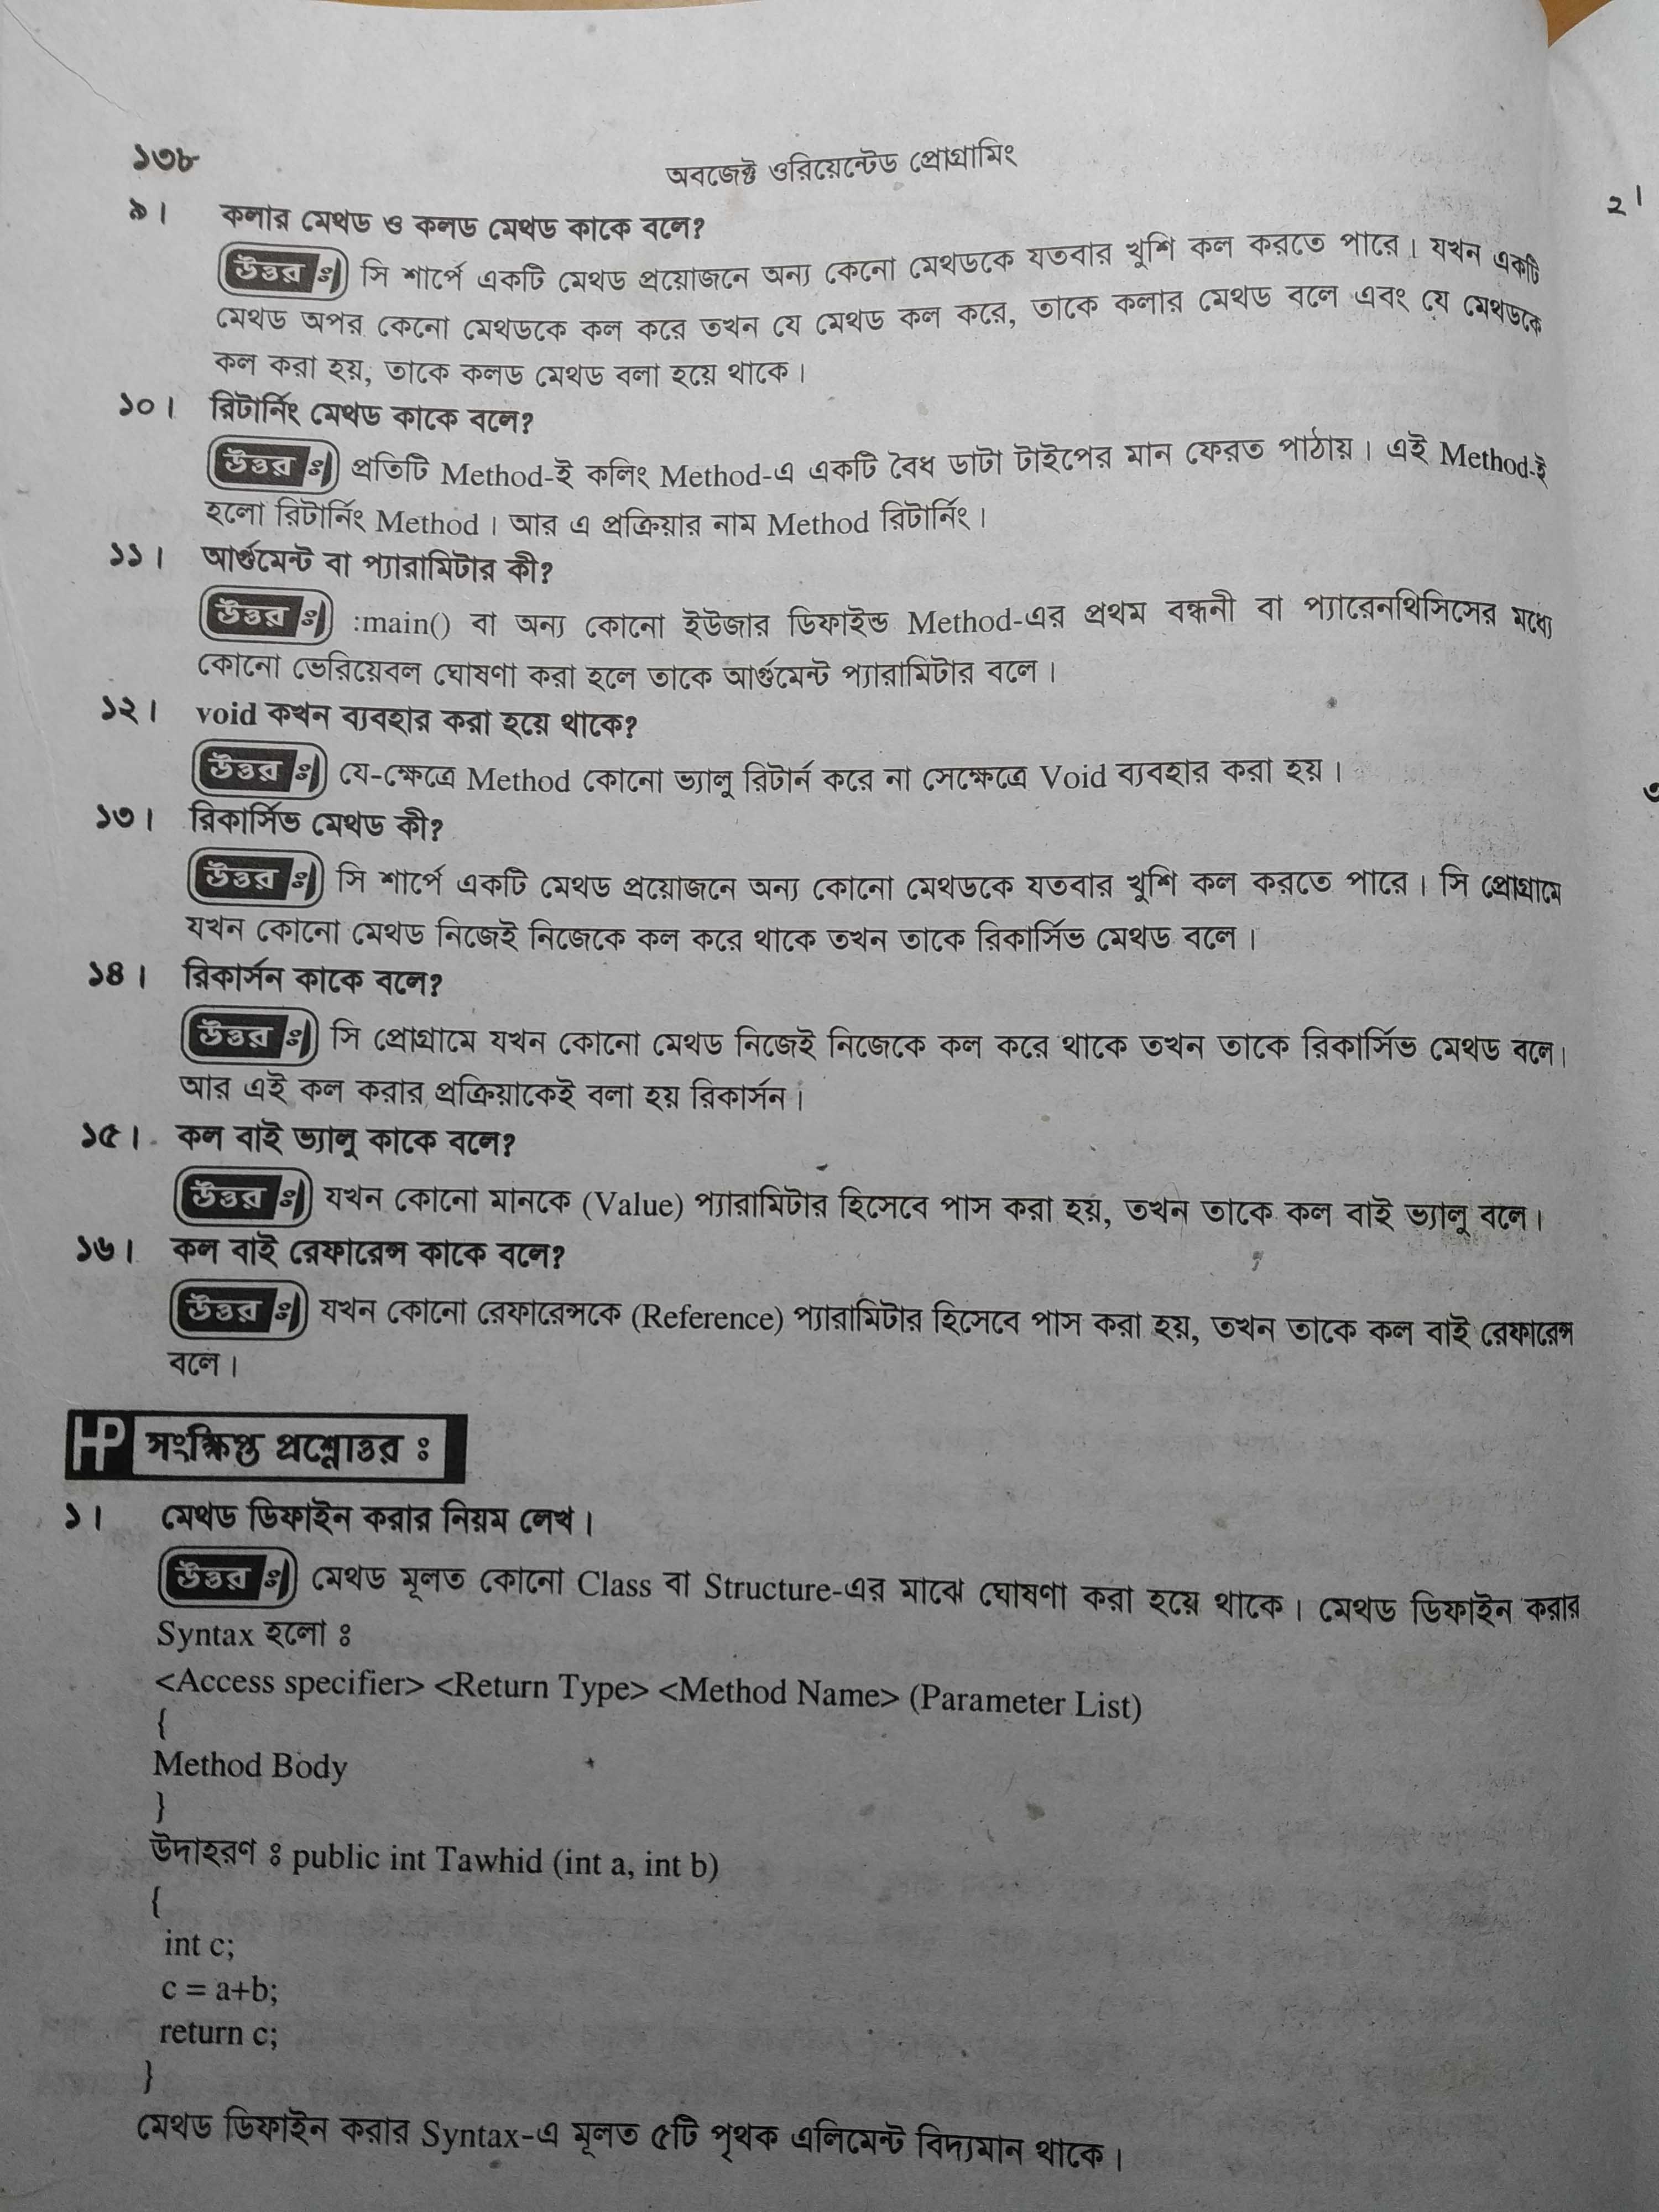 ১৩৮
অবজেক্ট ওরিয়েন্টেড প্রোগ্রামিং
৯। কলার মেথড ও কলড মেথড কাকে বলে?
উত্তর ঃ সি শার্পে একটি মেথড প্রয়োজনে অন্য কেনো মেথডকে যতবার খুশি কল করতে পারে। যখন একটি
মেথড অপর কেনো মেথডকে কল করে তখন যে মেথড কল করে, তাকে কলার মেথড বলে এবং যে মেথডকে
কল করা হয়, তাকে কলড মেথড বলা হয়ে থাকে।
১০। রিটার্নিং মেথড কাকে বলে?
উত্তর ঃ প্রতিটি Method-ই কলিং Method-এ একটি বৈধ ডাটা টাইপের মান ফেরত পাঠায়। এই Method-ই
হলো রিটার্নিং Method। আর এ প্রক্রিয়ার নাম Method রিটার্নিং।
১১। আর্গুমেন্ট বা প্যারামিটার কী?
উত্তর ঃ :main() বা অন্য কোনো ইউজার ডিফাইন্ড Method-এর প্রথম বন্ধনী বা প্যারেনথিসিসের মধ্যে
কোনো ভেরিয়েবল ঘোষণা করা হলে তাকে আর্গুমেন্ট প্যারামিটার বলে।
১২। void কখন ব্যবহার করা হয়ে থাকে?
উত্তর ঃ যে-ক্ষেত্রে Method কোনো ভ্যালু রিটার্ন করে না সেক্ষেত্রে Void ব্যবহার করা হয়।
১৩। রিকার্সিভ মেথড কী?
উত্তর ঃ সি শার্পে একটি মেথড প্রয়োজনে অন্য কোনো মেথডকে যতবার খুশি কল করতে পারে। সি প্রোগ্রামে
যখন কোনো মেথড নিজেই নিজেকে কল করে থাকে তখন তাকে রিকার্সিভ মেথড বলে।
১৪। রিকার্সন কাকে বলে?
উত্তর ঃ সি প্রোগ্রামে যখন কোনো মেথড নিজেই নিজেকে কল করে থাকে তখন তাকে রিকার্সিভ মেথড বলে।
আর এই কল করার প্রক্রিয়াকেই বলা হয় রিকার্সন।
১৫। কল বাই ভ্যালু কাকে বলে?
উত্তর ঃ যখন কোনো মানকে (Value) প্যারামিটার হিসেবে পাস করা হয়, তখন তাকে কল বাই ভ্যালু বলে।
১৬। কল বাই রেফারেন্স কাকে বলে?
উত্তর ঃ যখন কোনো রেফারেন্সকে (Reference) প্যারামিটার হিসেবে পাস করা হয়, তখন তাকে কল বাই রেফারেন্স
বলে।
HP সংক্ষিপ্ত প্রশ্নোত্তর ঃ
১। মেথড ডিফাইন করার নিয়ম লেখ।
উত্তর ঃ মেথড মূলত কোনো Class বা Structure-এর মাঝে ঘোষণা করা হয়ে থাকে। মেথড ডিফাইন করার
Syntax হলো ঃ
<Access specifier> <Return Type> <Method Name> (Parameter List)
{
Method Body
}
উদাহরণ ঃ public int Tawhid (int a, int b)
{
int c;
c = a+b;
return c;
}
মেথড ডিফাইন করার Syntax-এ মূলত ৫টি পৃথক এলিমেন্ট বিদ্যমান থাকে।
২।